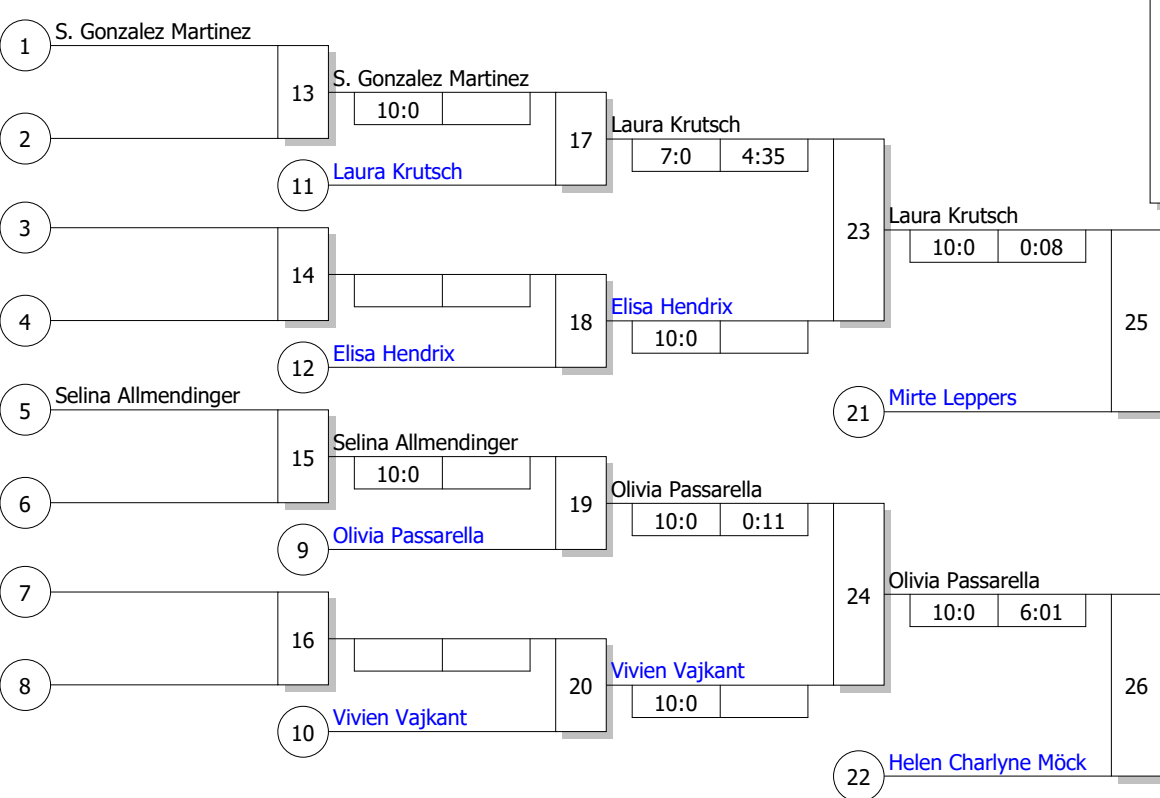 1 S. Gonzalez Martinez
13 S. Gonzalez Martinez
10:0
2
17 Laura Krutsch
7:0 4:35
11 Laura Krutsch
3
23 Laura Krutsch
10:0 0:08
14
4
18 Elisa Hendrix
10:0
12 Elisa Hendrix
25
5 Selina Allmendinger
21 Mirte Leppers
15 Selina Allmendinger
10:0
6
19 Olivia Passarella
10:0 0:11
9 Olivia Passarella
7
24 Olivia Passarella
10:0 6:01
16
8
20 Vivien Vajkant
10:0
10 Vivien Vajkant
26
22 Helen Charlyne Möck